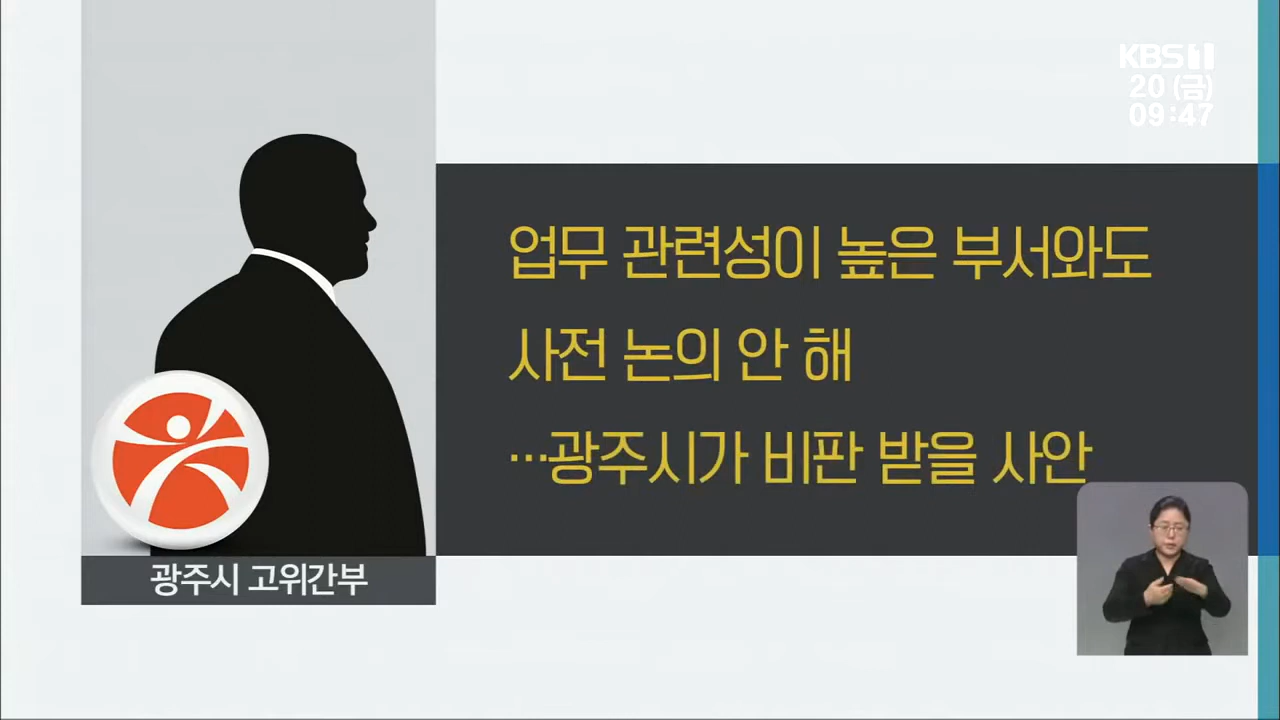 KBS1
20 (금)
09:47
업무 관련성이 높은 부서와도
사전 논의 안 해
…광주시가 비판 받을 사안
광주시 고위간부